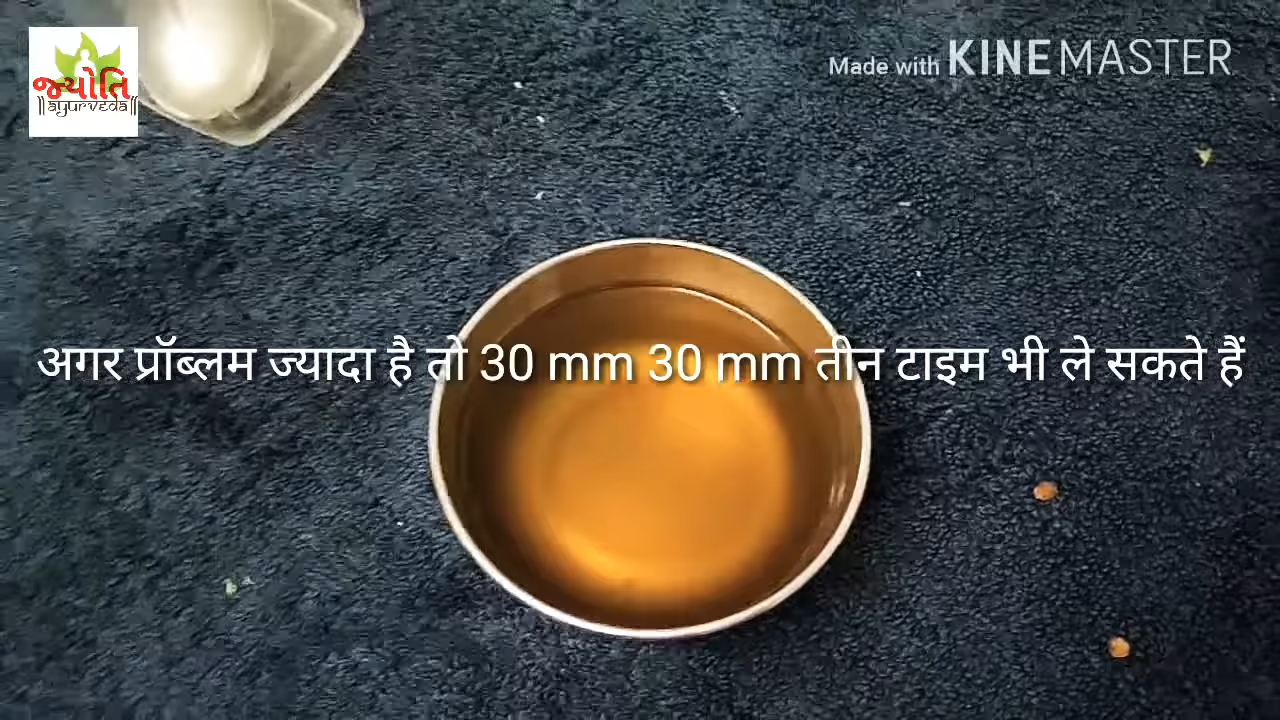 જ્યોતિ
||ayurveda||
Made with KINEMASTER
अगर प्रॉब्लम ज्यादा है तो 30 mm 30 mm तीन टाइम भी ले सकते हैं